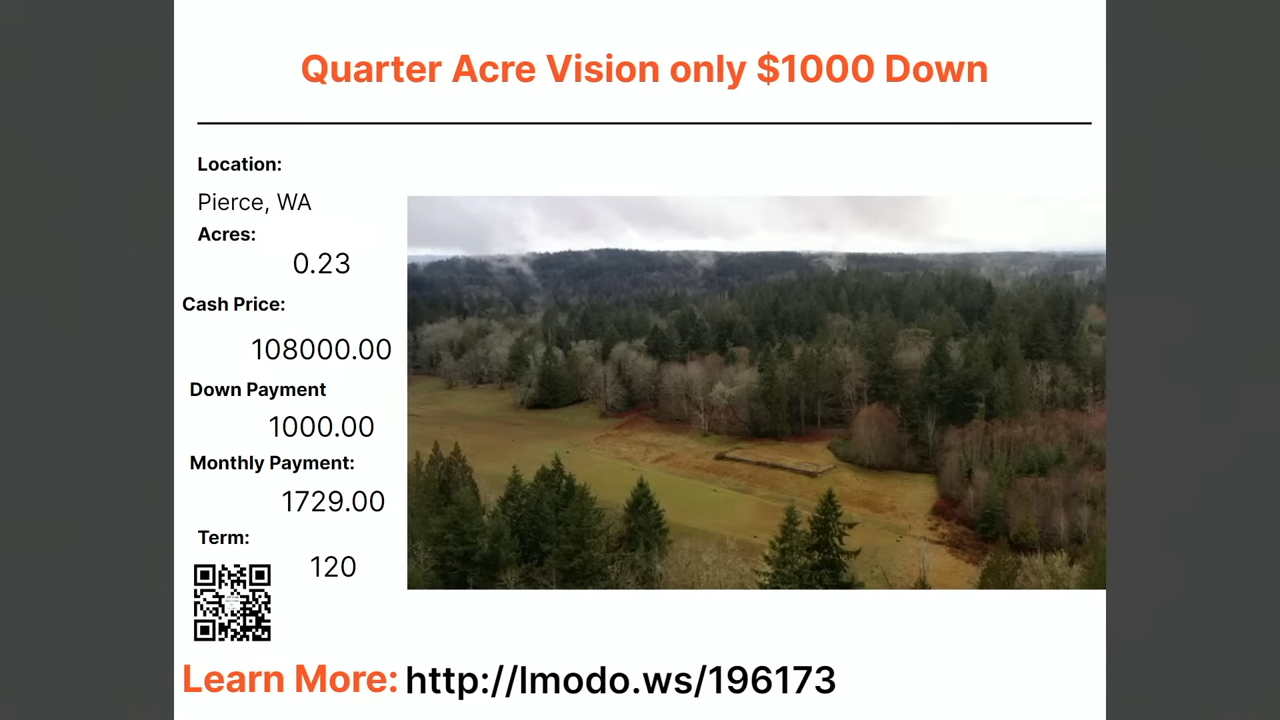 Quarter Acre Vision only $1000 Down
Location:
Pierce, WA
Acres:
0.23
Cash Price:
108000.00
Down Payment
1000.00
Monthly Payment:
1729.00
Term:
120
Learn More: http://lmodo.ws/196173